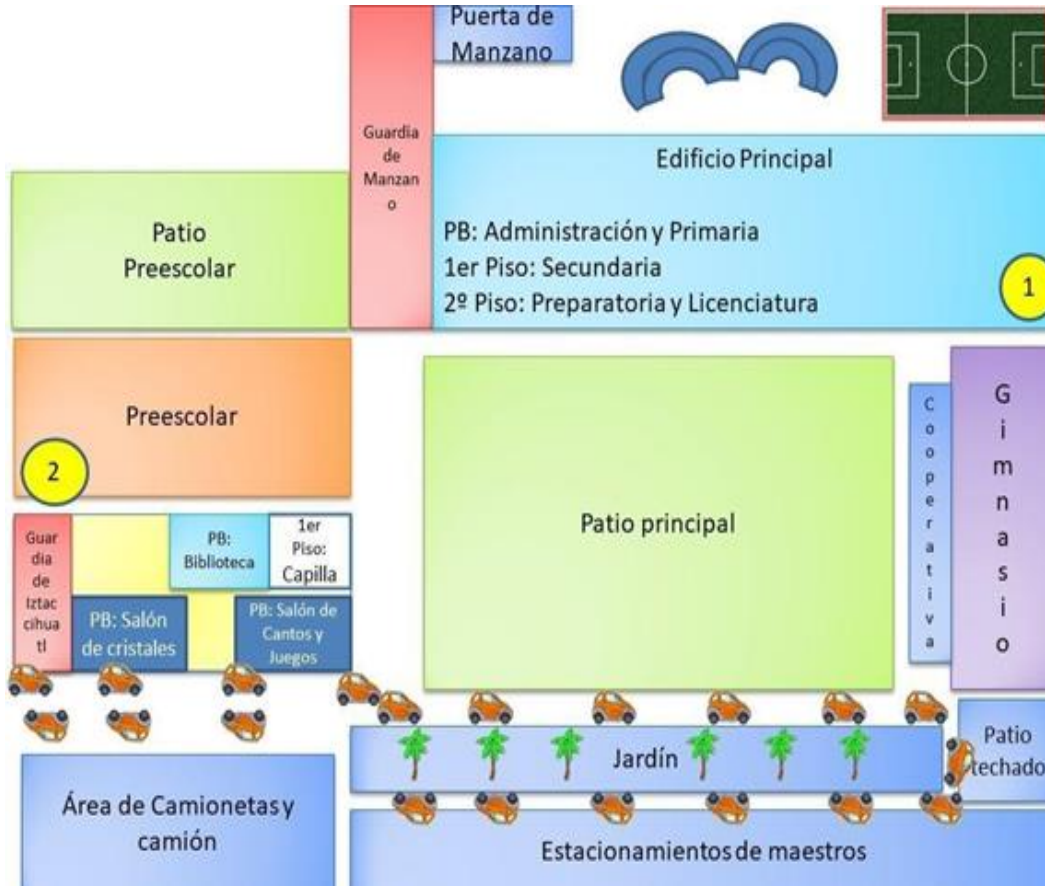 Puerta de
Manzano
Guardia
de
Manzan
o
Edificio Principal
PB: Administración y Primaria
1er Piso: Secundaria
2º Piso: Preparatoria y Licenciatura
1
Patio
Preescolar
Preescolar
2
Guar
dia
de
Iztac
cihua
tl
PB:
Biblioteca
1er
Piso:
Capilla
PB: Salón
de cristales
PB: Salón de
Cantos y
Juegos
Patio principal
C
o
o
p
e
r
a
t
i
v
a
G
i
m
n
a
s
i
o
Jardín
Patio
techado
Área de Camionetas y
camión
Estacionamientos de maestros